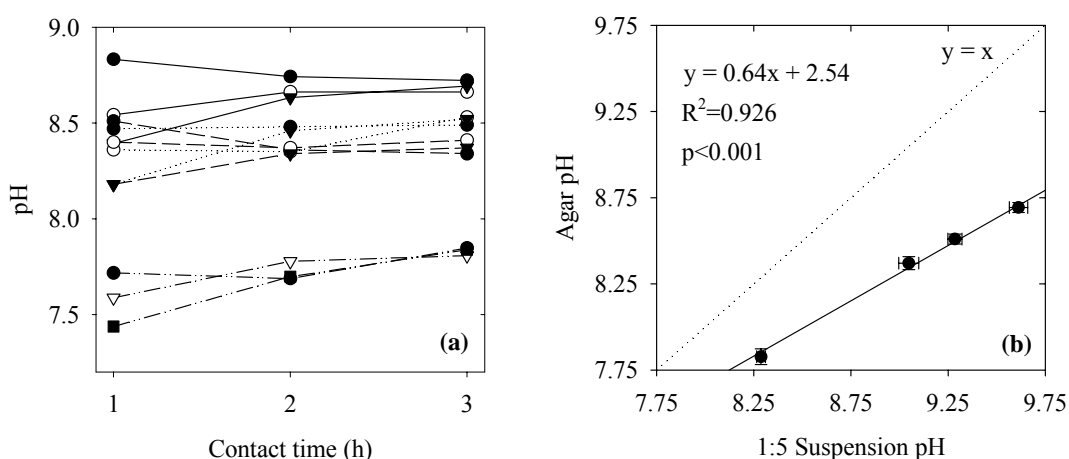 9.0
8.5
8.0
7.5
pH
1
2
3
Contact time (h)
(a)
9.75
9.25
8.75
8.25
7.75
Agar pH
y = x
y = 0.64x + 2.54
R²=0.926
p<0.001
(b)
7.75
8.25
8.75
9.25
9.75
1:5 Suspension pH